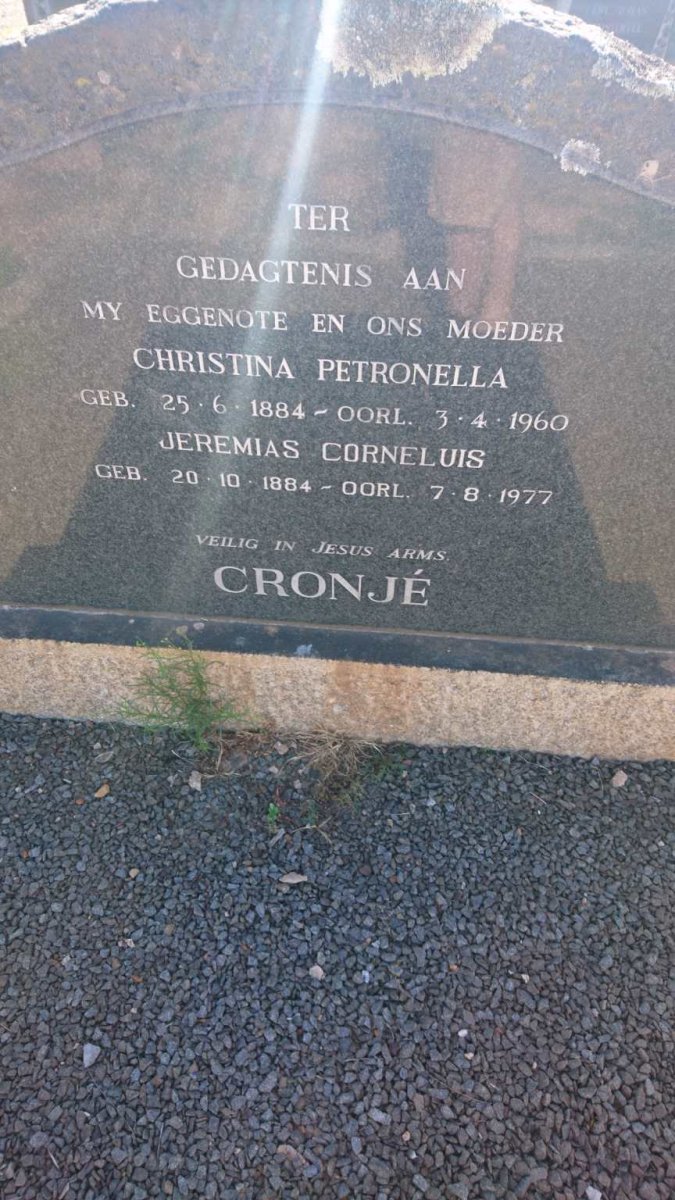 TER
GEDAGTENIS AAN
MY EGGENOTE EN ONS MOEDER
CHRISTINA PETRONELLA
GEB. 25·6·1884 – OORL. 3·4·1960
JEREMIAS CORNELUIS
GEB. 20·10·1884 – OORL. 7·8·1977
VEILIG IN JESUS ARMS.
CRONJÉ